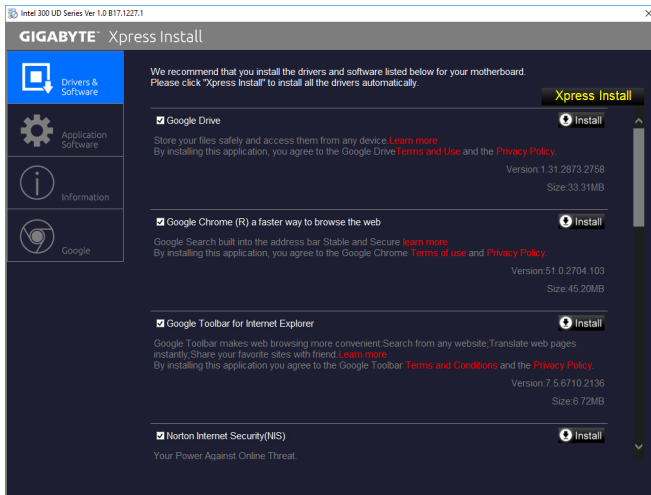 Intel 300 UD Series Ver 1.0 B17.1227.1
GIGABYTE™ Xpress Install
Drivers &
Software
Application
Software
Information
Google
We recommend that you install the drivers and software listed below for your motherboard.
Please click "Xpress Install" to install all the drivers automatically.
Xpress Install
Google Drive
Install
Store your files safely and access them from any device.Learn more
By installing this application, you agree to the Google DriveTerms and Use and the Privacy Policy.
Version:1.31.2873.2758
Size:33.31MB
Google Chrome (R) a faster way to browse the web
Install
Google Search built into the address bar Stable and Secure learn more
By installing this application, you agree to the Google Chrome Terms of use and Privacy Policy.
Version:51.0.2704.103
Size:45.20MB
Google Toolbar for Internet Explorer
Install
Google Toolbar makes web browsing more convenient:Search from any website;Translate web pages
instantly;Share your favorite sites with friend.Learn more
By installing this application you agree to the Google Toolbar Terms and Conditions and the Privacy Policy.
Version:7.5.6710.2136
Size:6.72MB
Norton Internet Security(NIS)
Install
Your Power Against Online Threat.